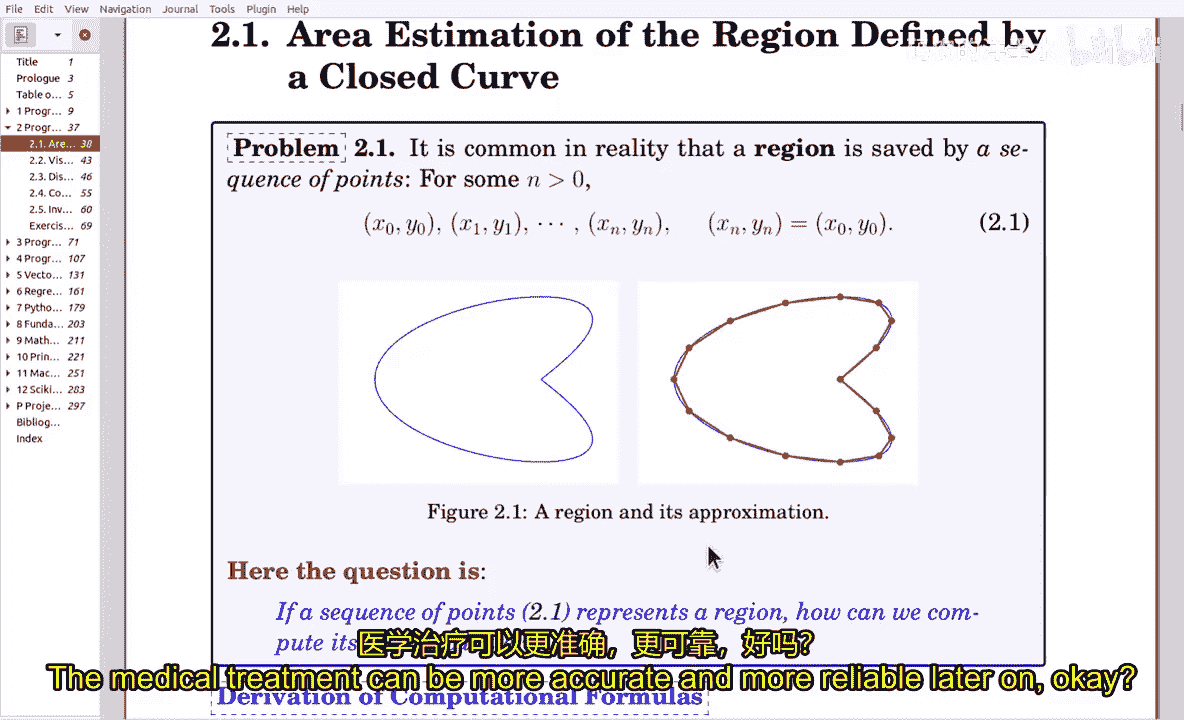 File Edit View Navigation Journal Tools Plugin Help
Title 1
Prologue 3
Table o... 5
1 Progr... 9
2 Progr... 37
2.1. Are... 38
2.2. Vis... 43
2.3. Dis... 46
2.4. Co... 55
2.5. Inv... 60
Exercis... 69
3 Progr... 71
4 Progr... 107
5 Vecto... 131
6 Regre... 161
7 Pytho... 179
8 Funda... 203
9 Math... 211
10 Prin... 221
11 Mac... 251
12 Sciki... 283
P Proje... 297
Bibliog...
Index
2.1. Area Estimation of the Region Defined by
a Closed Curve
Problem 2.1. It is common in reality that a region is saved by a se-
quence of points: For some n > 0,
(x₀, y₀), (x₁, y₁), ⋯ , (xₙ, yₙ), (xₙ, yₙ) = (x₀, y₀). (2.1)
Figure 2.1: A region and its approximation.
Here the question is:
If a sequence of points (2.1) represents a region, how can we com-
pute its
医学治疗可以更准确，更可靠，好吗？
The medical treatment can be more accurate and more reliable later on, okay?
Derivation of Computational Formulas